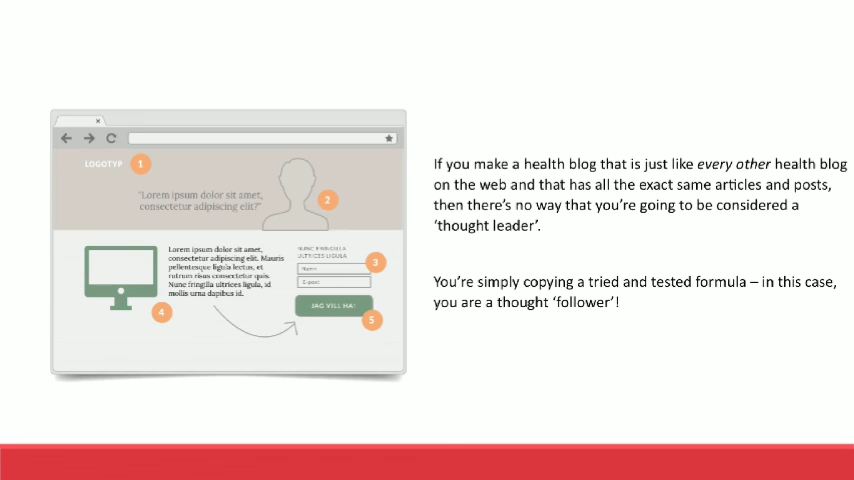 LOGOTYP 1
"Lorem ipsum dolor sit amet,
consectetur adipiscing elit?"
2
Lorem ipsum dolor sit amet,
consectetur adipiscing elit. Mauris
pellentesque ligula lectus, et
rutrum risus consectetur quis.
Nunc fringilla ultrices ligula, id
mollis urna dapibus id.
4
NUNC FRINGILLA
ULTRICES LIGULA
3
Namn
E-post
JAG VILL HA!
5
If you make a health blog that is just like every other health blog
on the web and that has all the exact same articles and posts,
then there's no way that you're going to be considered a
'thought leader'.
You're simply copying a tried and tested formula – in this case,
you are a thought 'follower'!